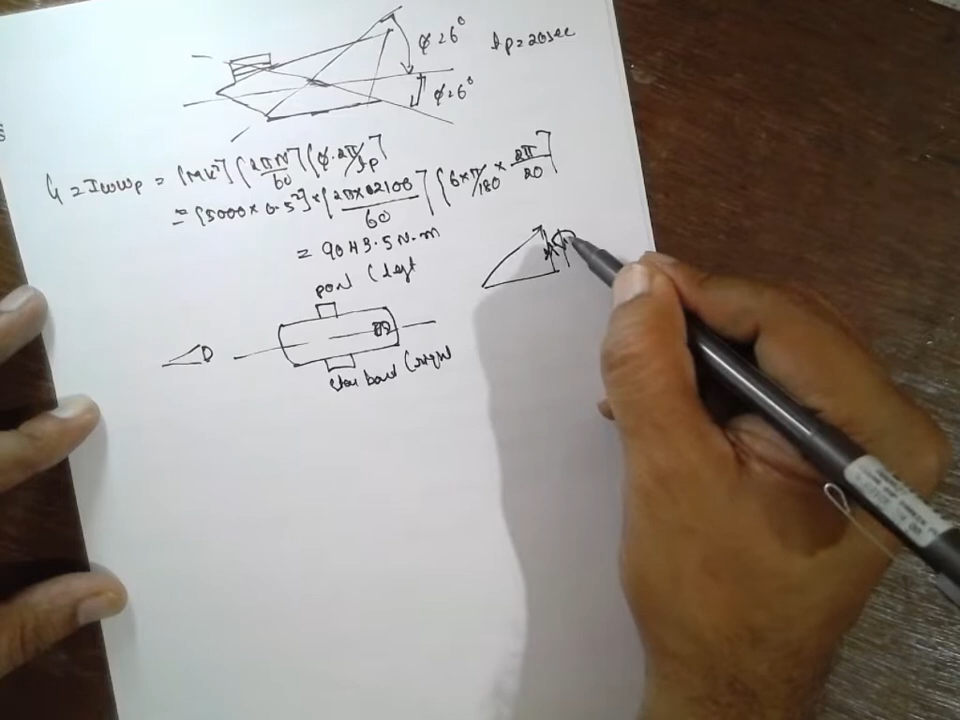 φ = 6° tp = 20sec
φ = 6°
G = Iωωp = [MK²] [2πN/60] [φ·2π/tp]
= [5000 × 0.5²] × [2π×2100/60] [6×π/180 × 2π/20]
= 9043.5 N.m
port (left
star board (right